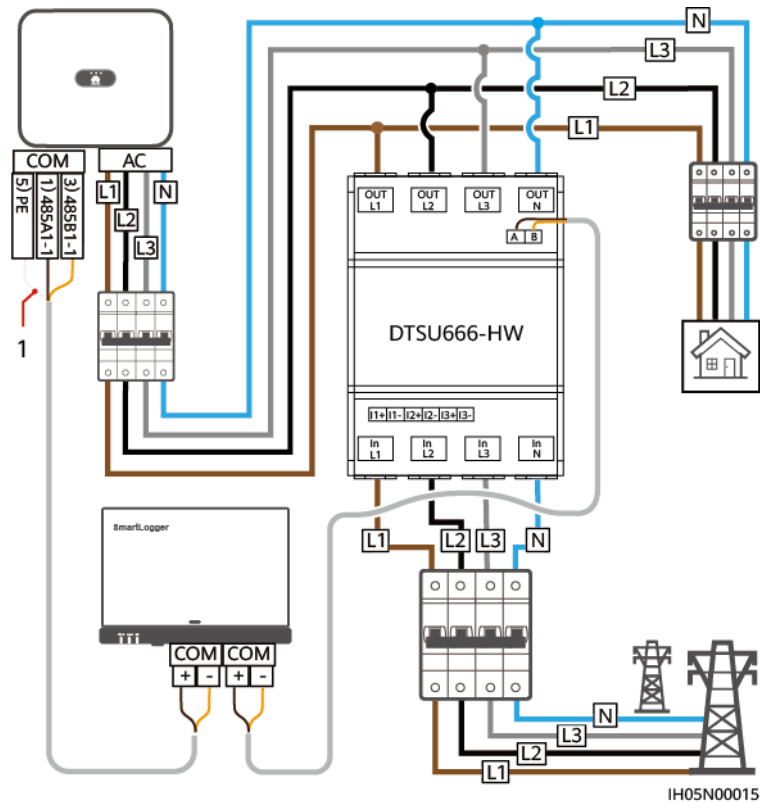 N
L3
L2
L1
COM
AC
5) PE
1) 485A1-1
3) 485B1-1
L1
L2
L3
N
1
OUT L1
OUT L2
OUT L3
OUT N
A B
DTSU666-HW
I1+ I1- I2+ I2- I3+ I3-
In L1
In L2
In L3
In N
L1
L2
L3
N
SmartLogger
COM
COM
+ -
+ -
N
L3
L2
L1
IH05N00015